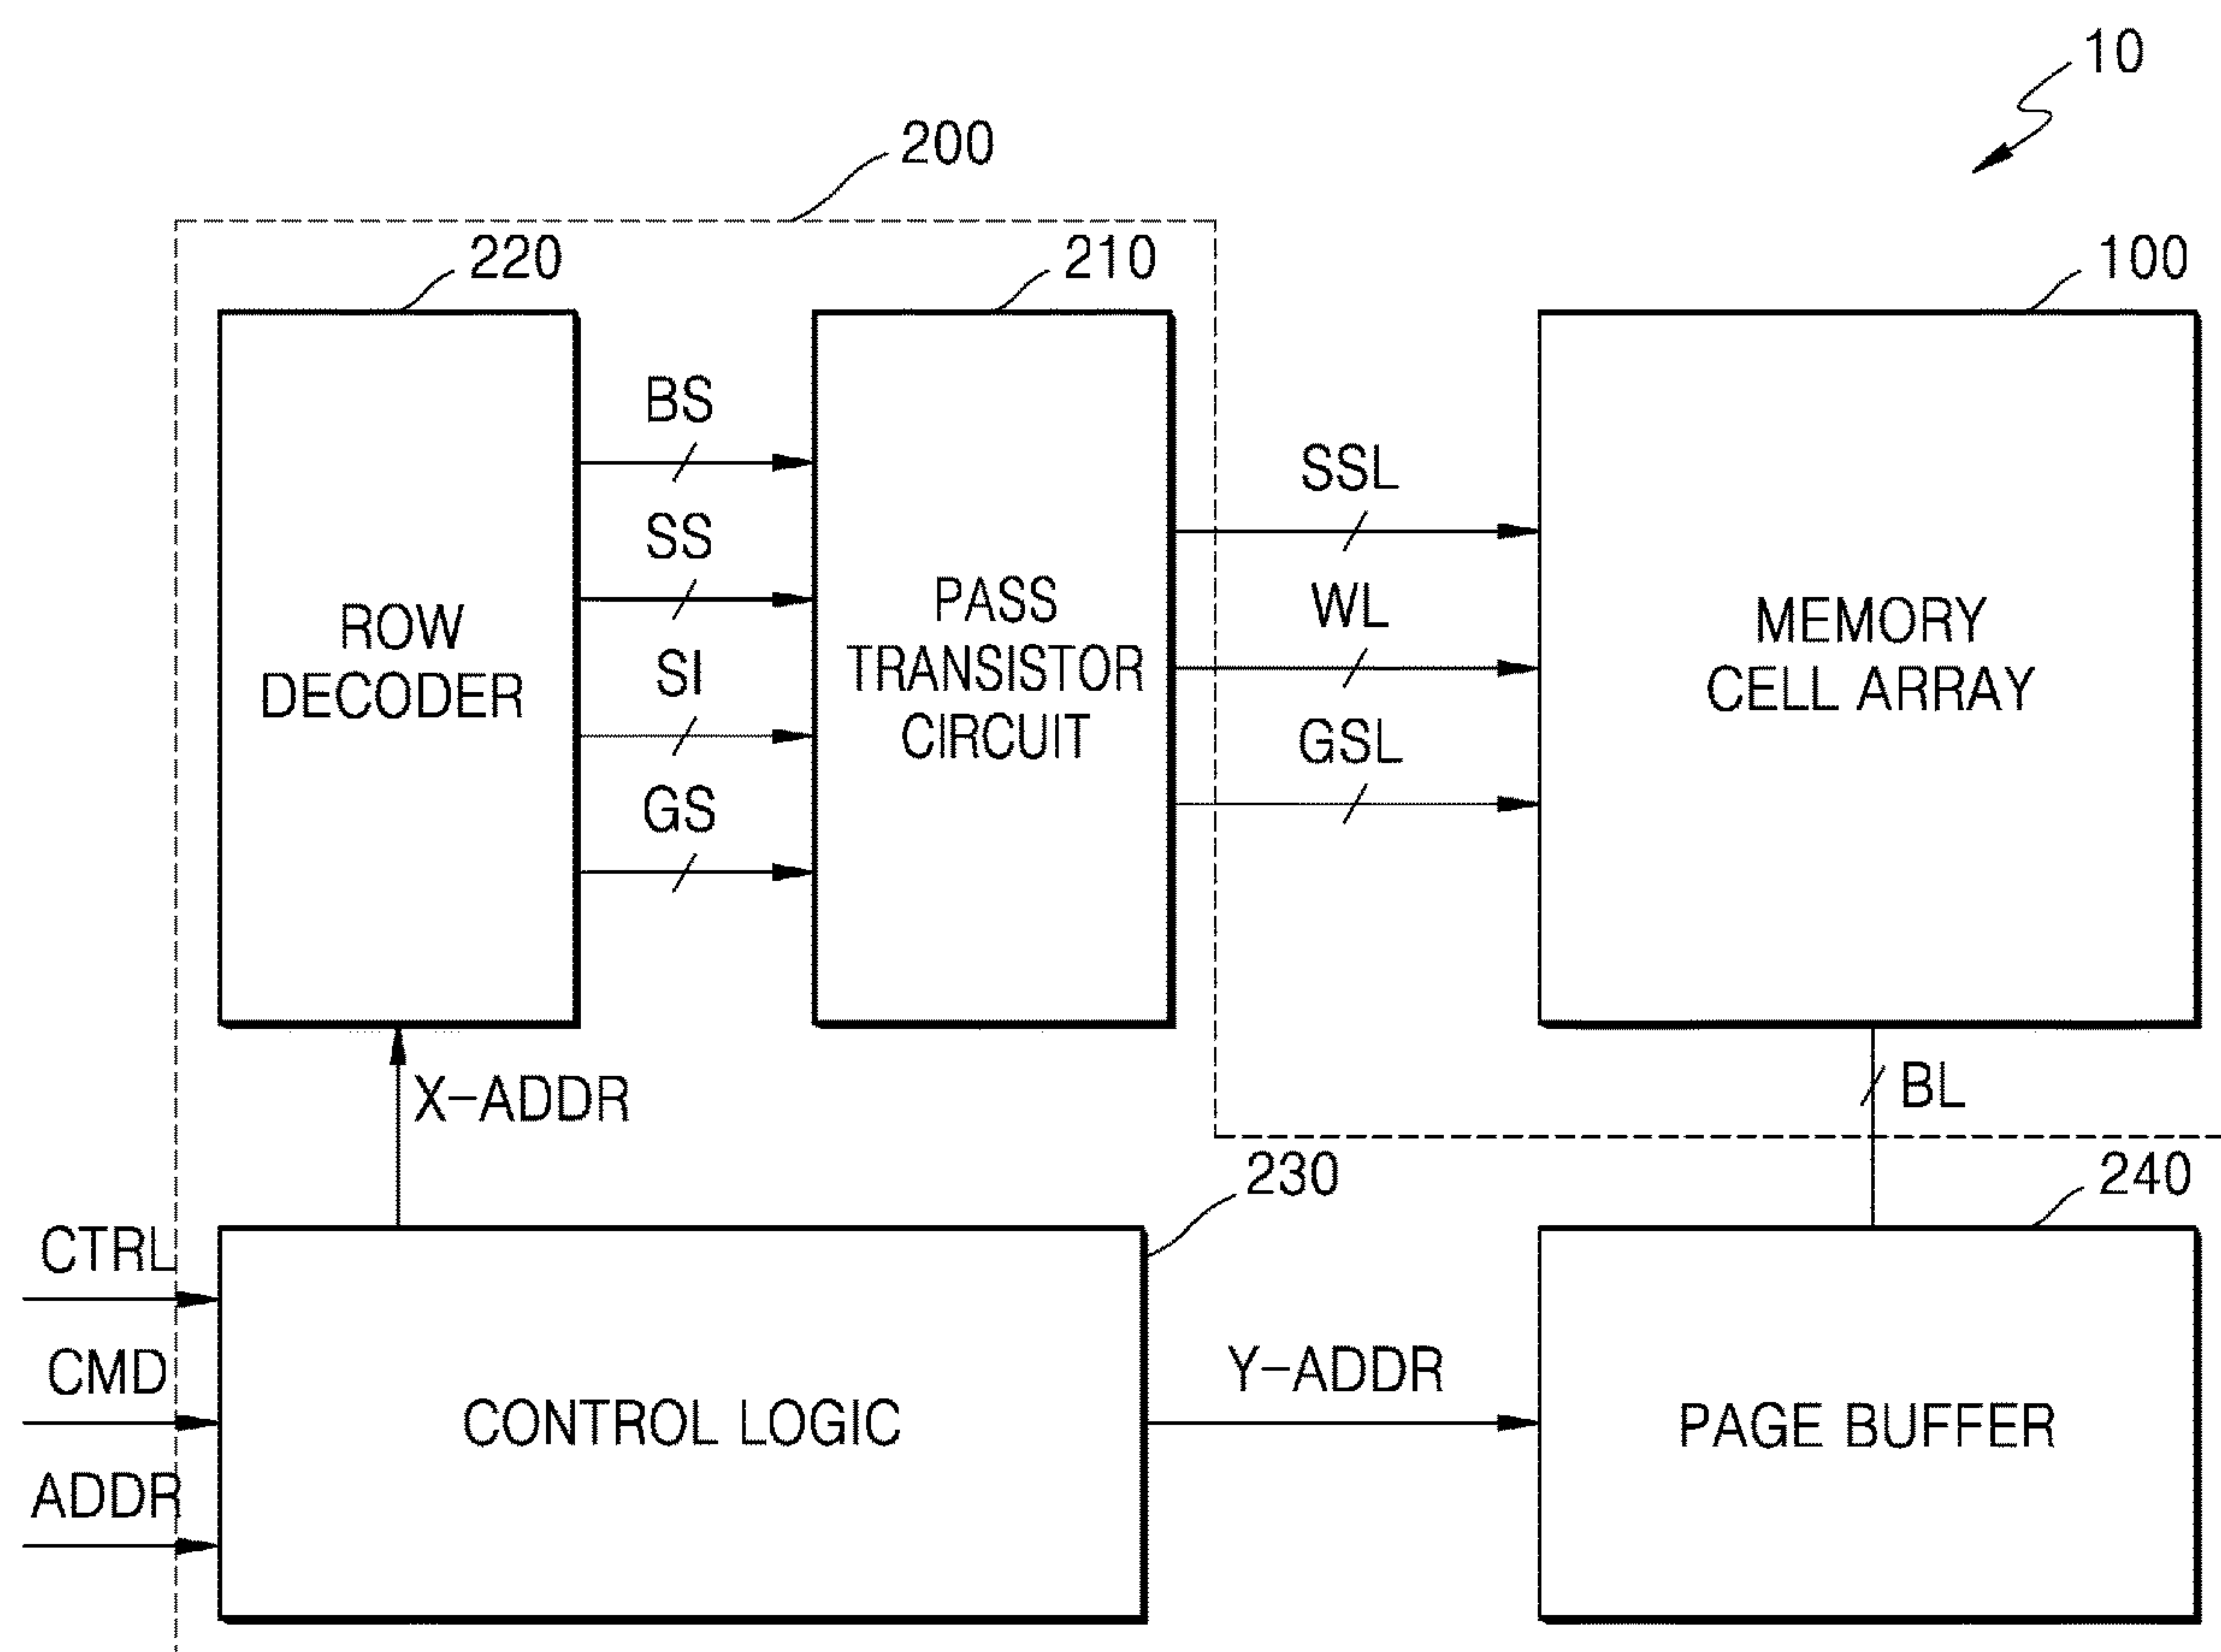 10
200
220
210
100
BS
SS
SI
GS
SSL
WL
GSL
ROW
DECODER
PASS
TRANSISTOR
CIRCUIT
MEMORY
CELL ARRAY
X-ADDR
BL
230
240
CTRL
CMD
ADDR
CONTROL LOGIC
Y-ADDR
PAGE BUFFER